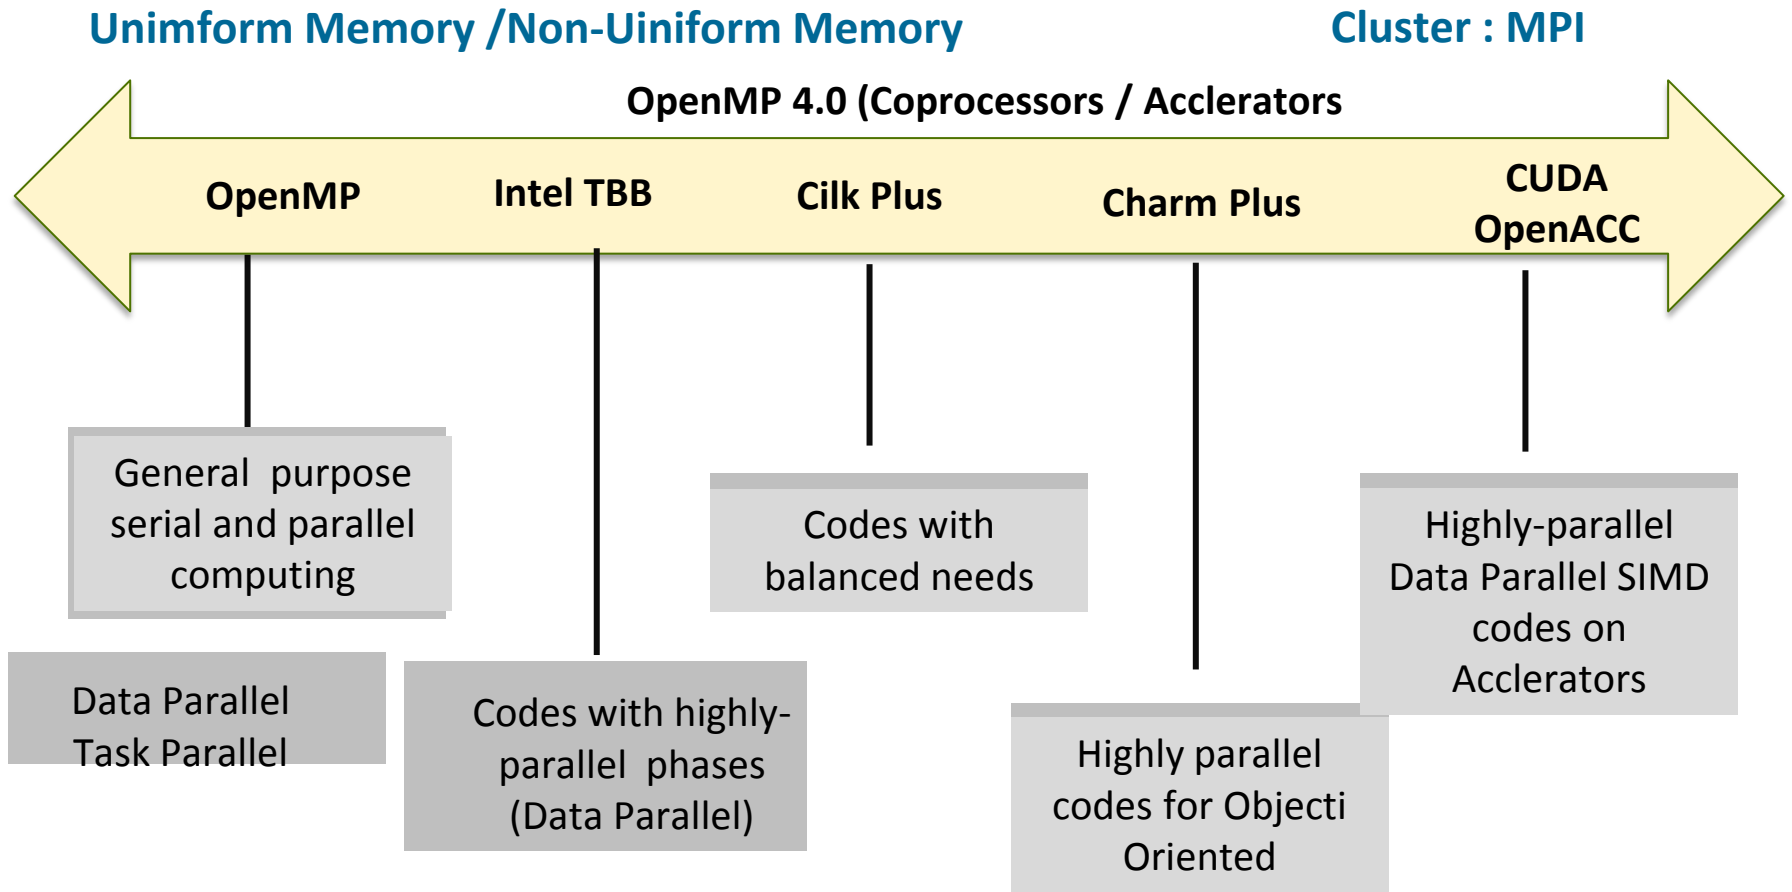 Unimform Memory /Non-Uiniform Memory
Cluster : MPI
OpenMP 4.0 (Coprocessors / Acclerators
OpenMP
Intel TBB
Cilk Plus
Charm Plus
CUDA
OpenACC
General purpose
serial and parallel
computing
Data Parallel
Task Parallel
Codes with highly-
parallel phases
(Data Parallel)
Codes with
balanced needs
Highly parallel
codes for Objecti
Oriented
Highly-parallel
Data Parallel SIMD
codes on
Acclerators